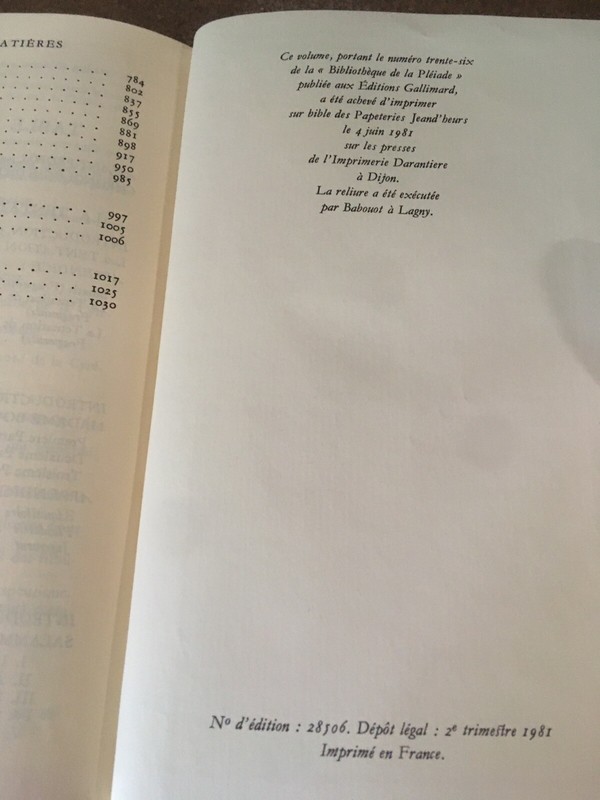 ATIÈRES
784
802
837
855
869
881
898
917
950
985
997
1005
1006
1017
1025
1030
Ce volume, portant le numéro trente-six
de la « Bibliothèque de la Pléiade »
publiée aux Éditions Gallimard,
a été achevé d'imprimer
sur bible des Papeteries Jeand'heurs
le 4 juin 1981
sur les presses
de l'Imprimerie Darantiere
à Dijon.
La reliure a été exécutée
par Babouot à Lagny.
Nº d'édition : 28506. Dépôt légal : 2e trimestre 1981
Imprimé en France.